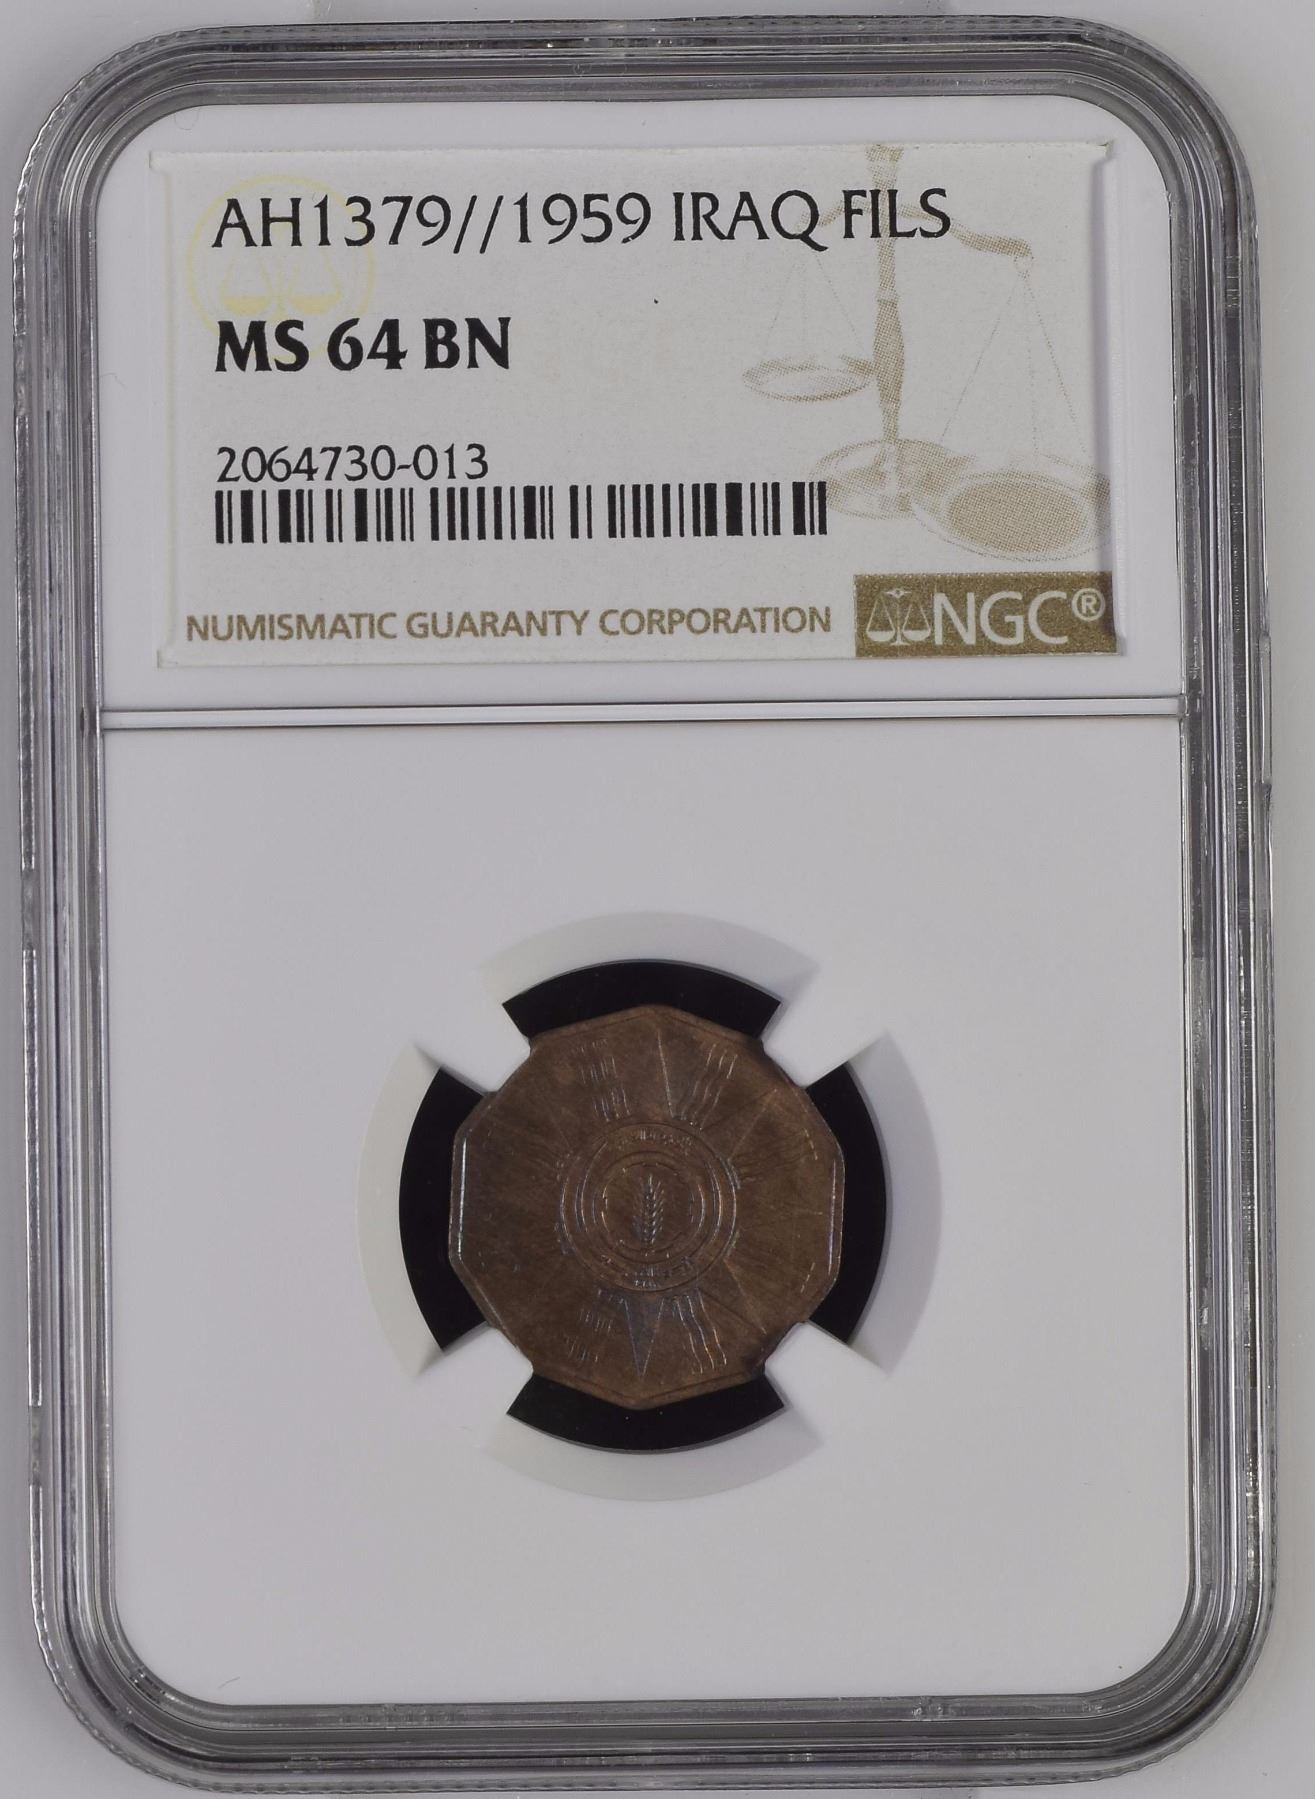 AH1379//1959 IRAQ FILS
MS 64 BN
2064730-013
NUMISMATIC GUARANTY CORPORATION
NGC®